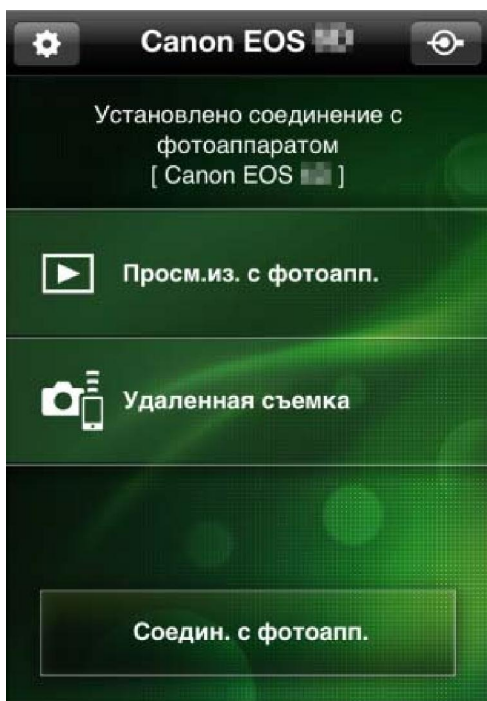 Canon EOS
Установлено соединение с
фотоаппаратом
[ Canon EOS ]
Просм.из. с фотоапп.
Удаленная съемка
Соедин. с фотоапп.